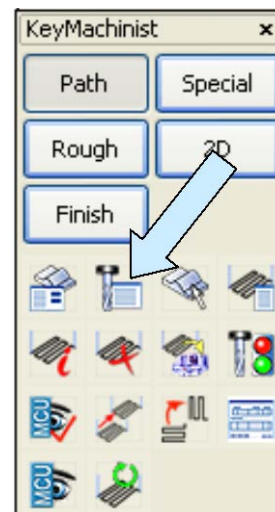 KeyMachinist x
Path Special
Rough 2D
Finish
i
MCU
MCU